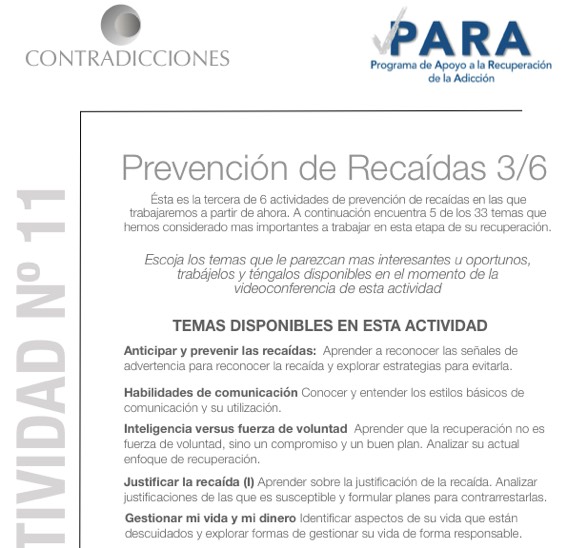 CONTRADICCIONES
PARA
Programa de Apoyo a la Recuperación
de la Adicción
TIVIDAD Nº 11
Prevención de Recaídas 3/6
Ésta es la tercera de 6 actividades de prevención de recaídas en las que
trabajaremos a partir de ahora. A continuación encuentra 5 de los 33 temas que
hemos considerado mas importantes a trabajar en esta etapa de su recuperación.
Escoja los temas que le parezcan mas interesantes u oportunos,
trabájelos y téngalos disponibles en el momento de la
videoconferencia de esta actividad
TEMAS DISPONIBLES EN ESTA ACTIVIDAD
Anticipar y prevenir las recaídas: Aprender a reconocer las señales de
advertencia para reconocer la recaída y explorar estrategias para evitarla.
Habilidades de comunicación Conocer y entender los estilos básicos de
comunicación y su utilización.
Inteligencia versus fuerza de voluntad Aprender que la recuperación no es
fuerza de voluntad, sino un compromiso y un buen plan. Analizar su actual
enfoque de recuperación.
Justificar la recaída (I) Aprender sobre la justificación de la recaída. Analizar
justificaciones de las que es susceptible y formular planes para contrarrestarlas.
Gestionar mi vida y mi dinero Identificar aspectos de su vida que están
descuidados y explorar formas de gestionar su vida de forma responsable.